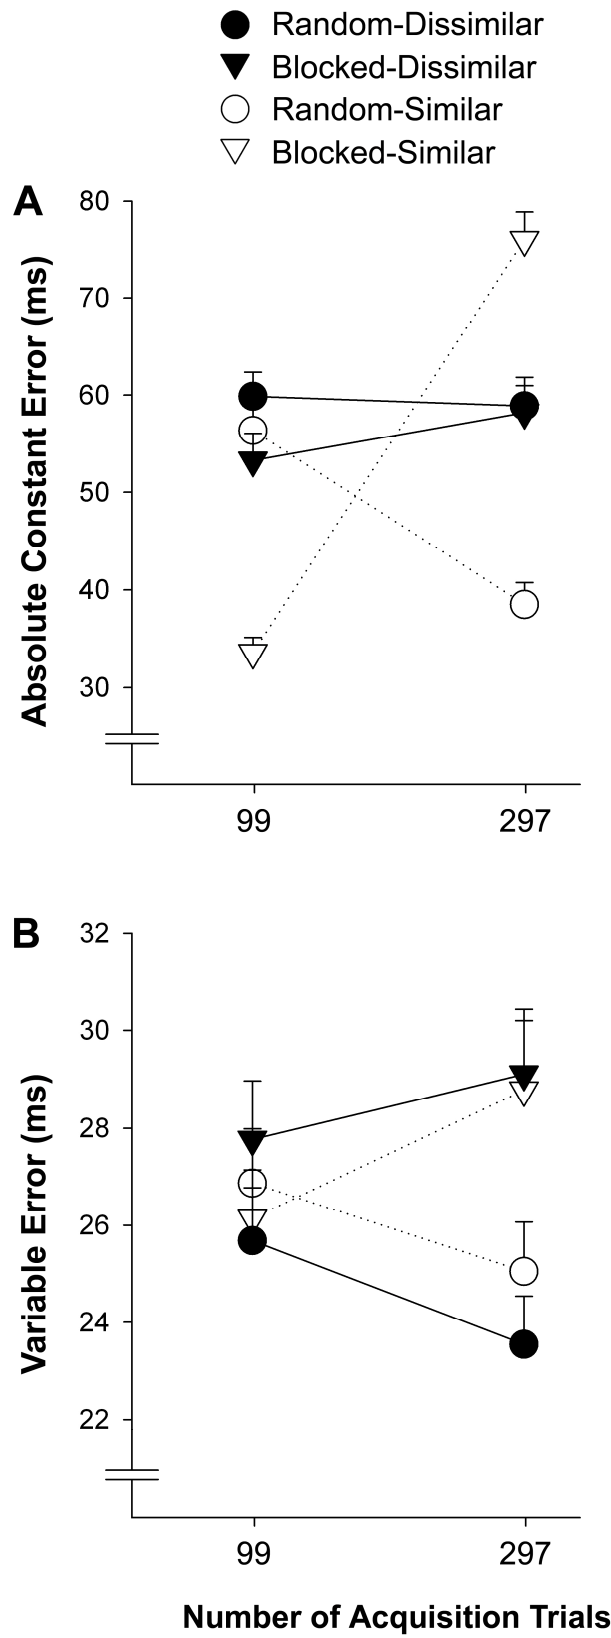 Random-Dissimilar
Blocked-Dissimilar
Random-Similar
Blocked-Similar
A
Absolute Constant Error (ms)
80
70
60
50
40
30
99 297
B
Variable Error (ms)
32
30
28
26
24
22
99 297
Number of Acquisition Trials